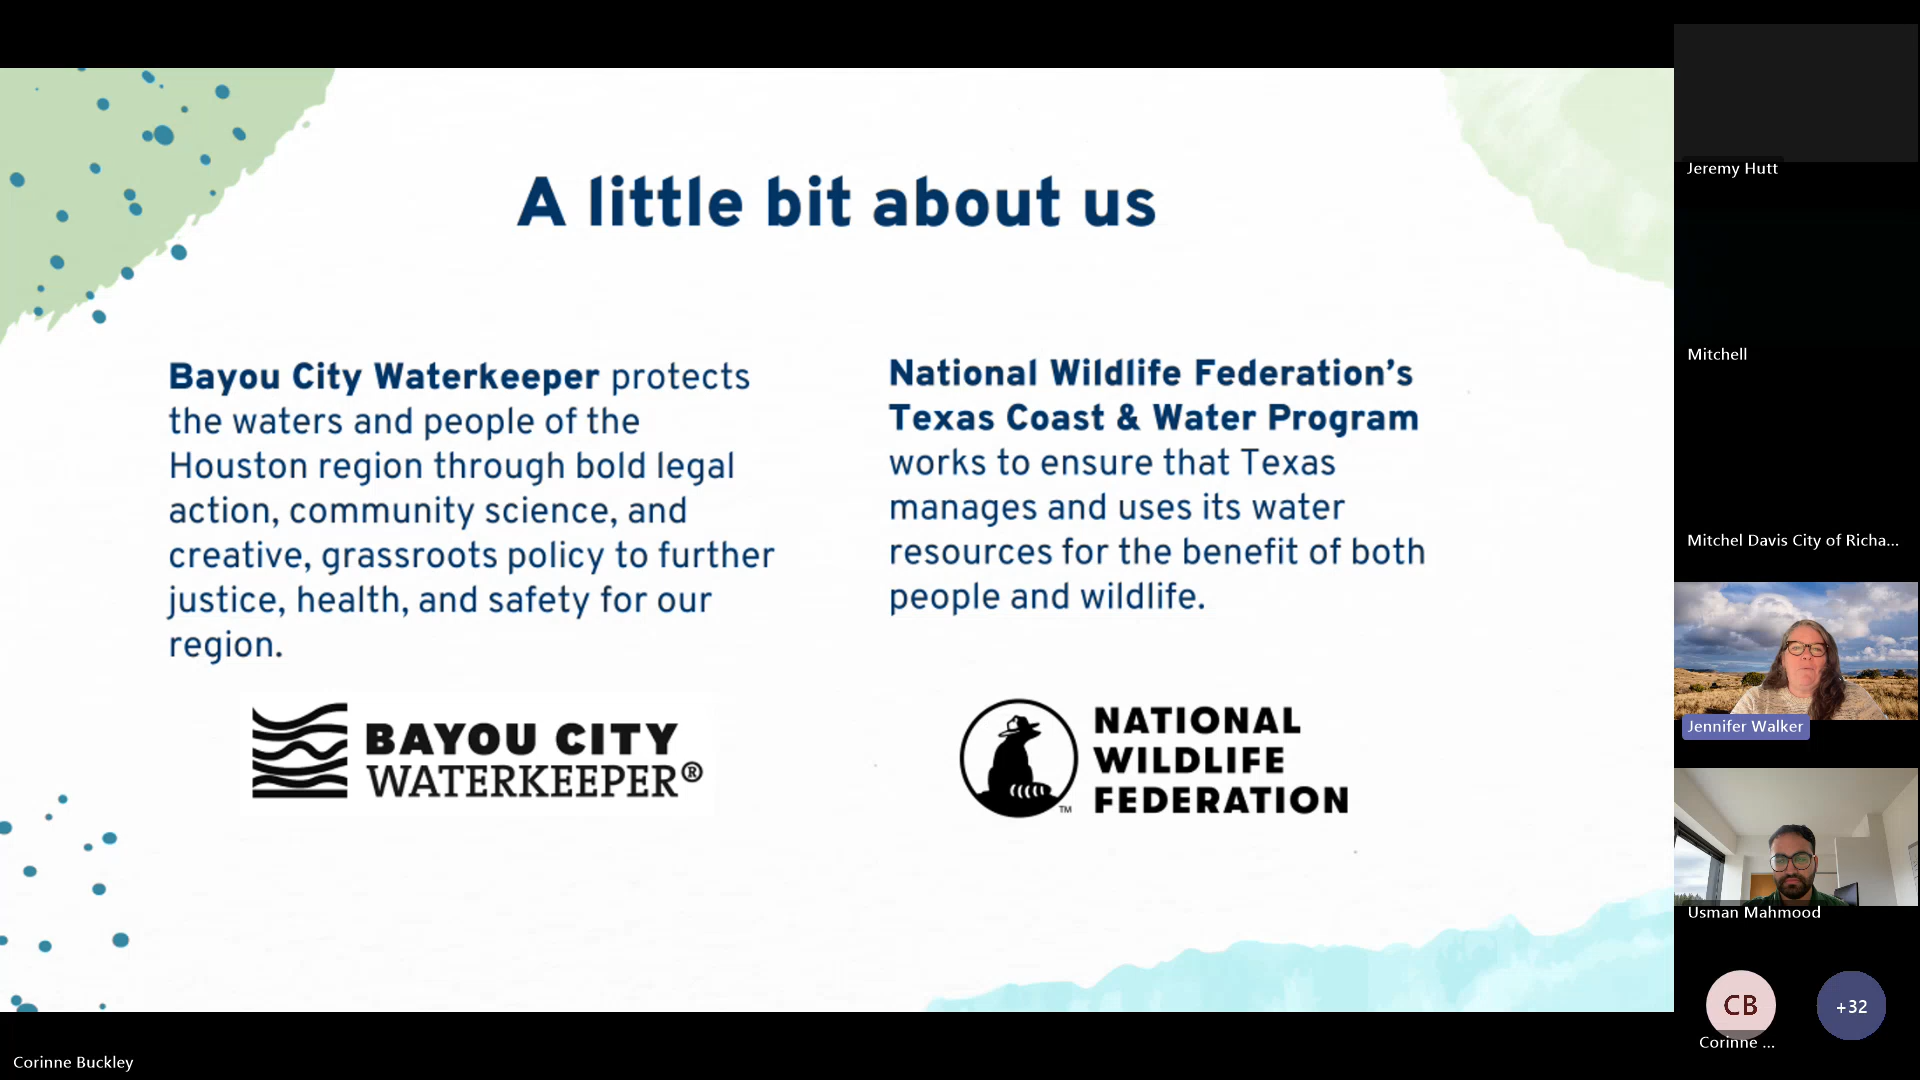 A little bit about us
Bayou City Waterkeeper protects
the waters and people of the
Houston region through bold legal
action, community science, and
creative, grassroots policy to further
justice, health, and safety for our
region.
BAYOU CITY
WATERKEEPER®
National Wildlife Federation’s
Texas Coast & Water Program
works to ensure that Texas
manages and uses its water
resources for the benefit of both
people and wildlife.
NATIONAL
WILDLIFE
FEDERATION
TM
Jeremy Hutt
Mitchell
Mitchel Davis City of Richa...
Jennifer Walker
Usman Mahmood
CB
+32
Corinne ...
Corinne Buckley